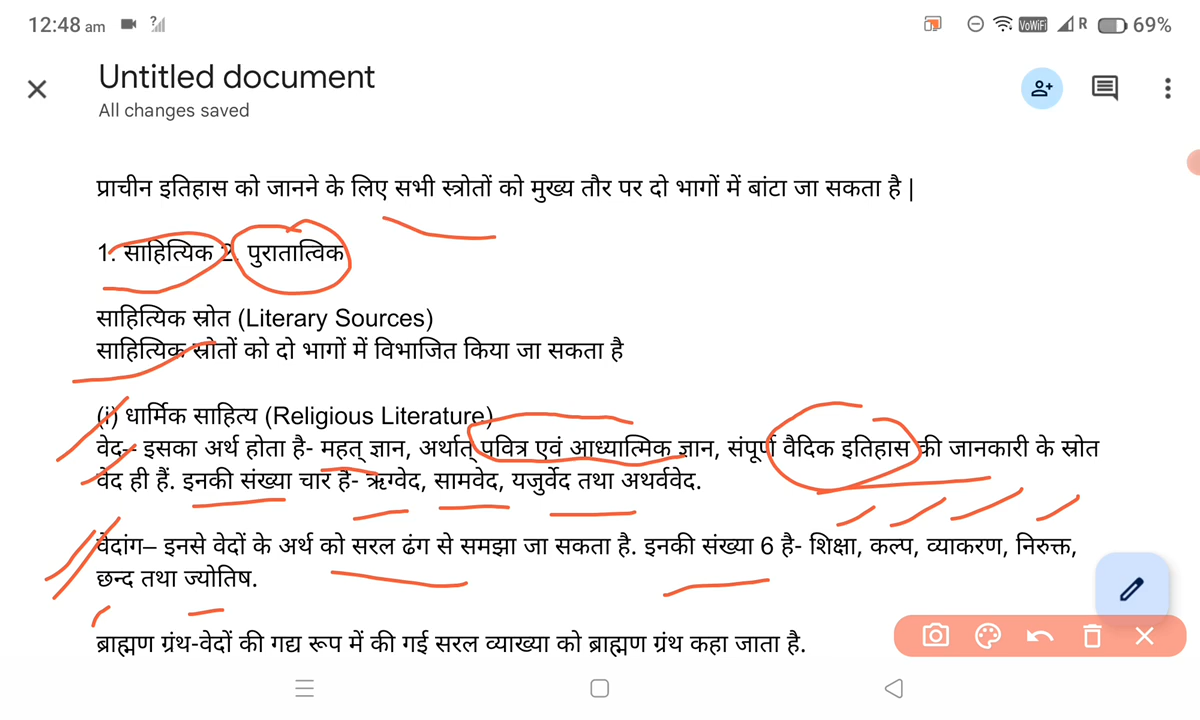 12:48 am
VoWiFi R 69%
Untitled document
All changes saved
प्राचीन इतिहास को जानने के लिए सभी स्त्रोतों को मुख्य तौर पर दो भागों में बांटा जा सकता है |
1. साहित्यिक 2. पुरातात्विक
साहित्यिक स्रोत (Literary Sources)
साहित्यिक स्रोतों को दो भागों में विभाजित किया जा सकता है
(i) धार्मिक साहित्य (Religious Literature)
वेद– इसका अर्थ होता है- महत् ज्ञान, अर्थात् पवित्र एवं आध्यात्मिक ज्ञान, संपूर्ण वैदिक इतिहास की जानकारी के स्रोत
वेद ही हैं. इनकी संख्या चार है- ऋग्वेद, सामवेद, यजुर्वेद तथा अथर्ववेद.
वेदांग– इनसे वेदों के अर्थ को सरल ढंग से समझा जा सकता है. इनकी संख्या 6 है- शिक्षा, कल्प, व्याकरण, निरुक्त,
छन्द तथा ज्योतिष.
ब्राह्मण ग्रंथ-वेदों की गद्य रूप में की गई सरल व्याख्या को ब्राह्मण ग्रंथ कहा जाता है.